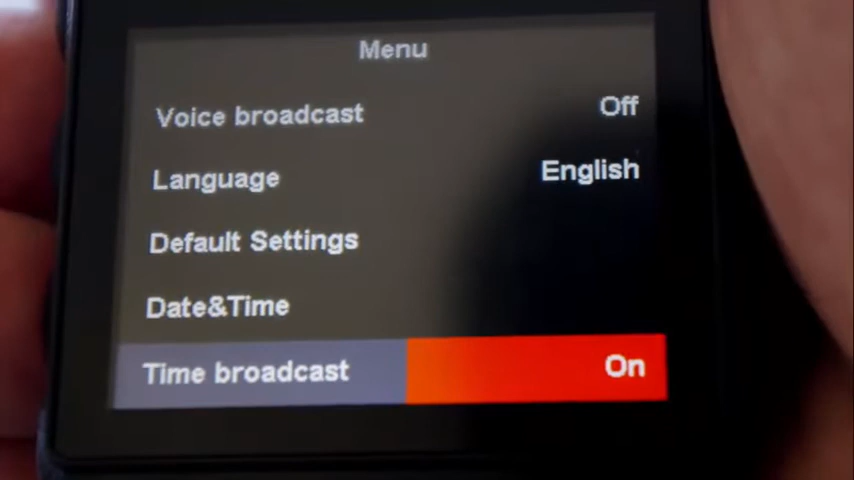 Menu
Voice broadcast Off
Language English
Default Settings
Date&Time
Time broadcast On